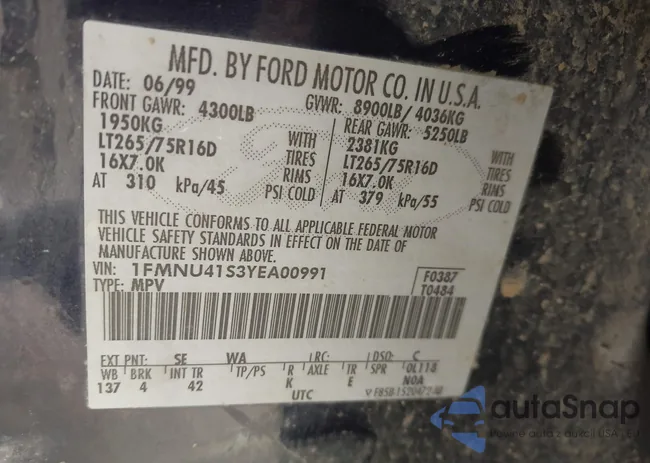 MFD. BY FORD MOTOR CO. IN U.S.A.
DATE: 06/99 GVWR: 8900LB/ 4036KG
FRONT GAWR: 4300LB REAR GAWR: 5250LB
1950KG WITH 2381KG WITH
LT265/75R16D TIRES LT265/75R16D TIRES
16X7.0K RIMS 16X7.0K RIMS
AT 310 kPa/45 PSI COLD AT 379 kPa/55 PSI COLD
THIS VEHICLE CONFORMS TO ALL APPLICABLE FEDERAL MOTOR
VEHICLE SAFETY STANDARDS IN EFFECT ON THE DATE OF
MANUFACTURE SHOWN ABOVE.
VIN: 1FMNU41S3YEA00991 F0387
TYPE: MPV T0484
EXT PNT: SE WA RC: DSO: C
WB BRK INT TR TP/PS R AXLE TR SPR 0L118
137 4 42 K E N0A
UTC
autaSnap